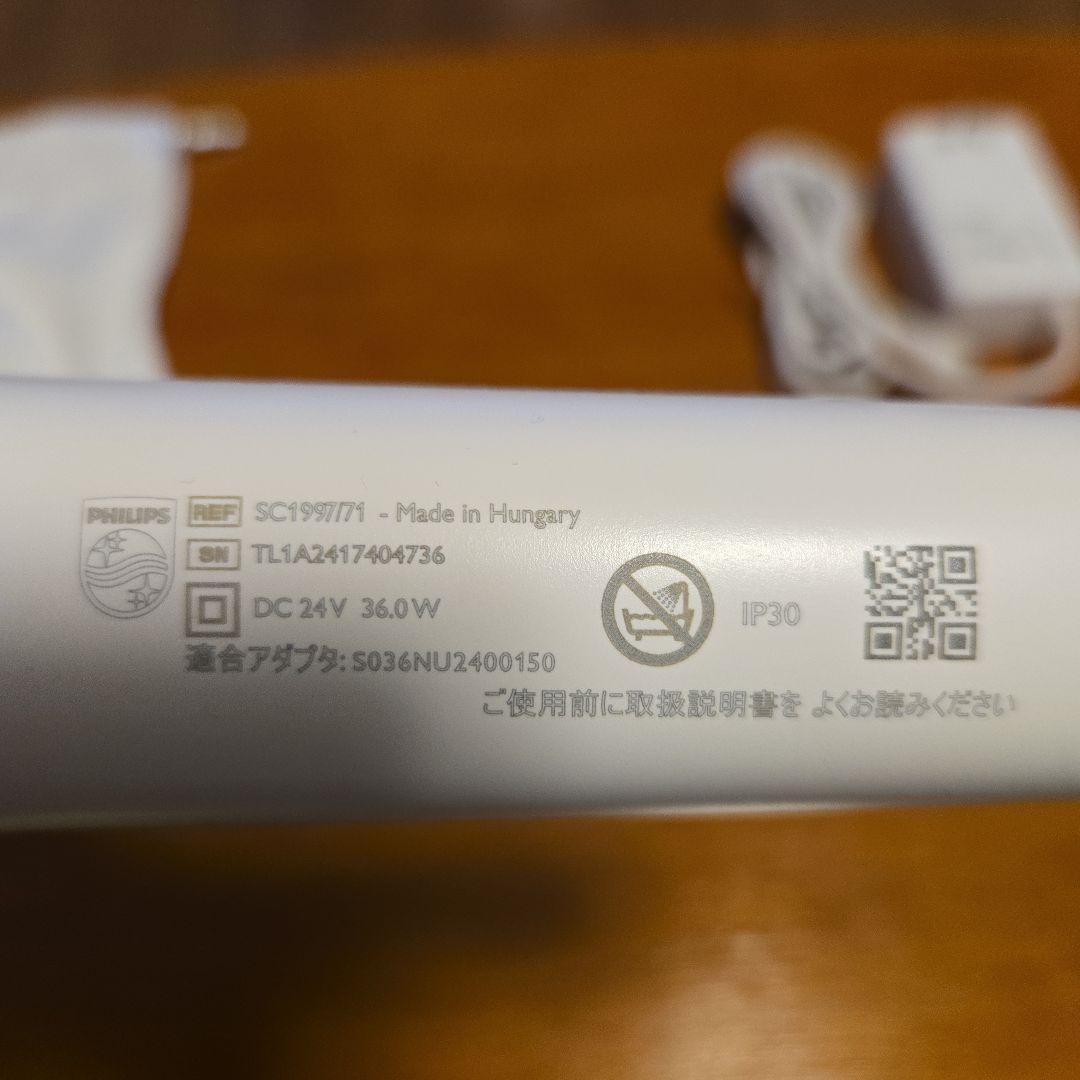 PHILIPS
REF SC1997/71 - Made in Hungary
SN TL1A2417404736
DC 24V 36.0W
IP30
適合アダプタ: S036NU2400150
ご使用前に取扱説明書を よくお読みください